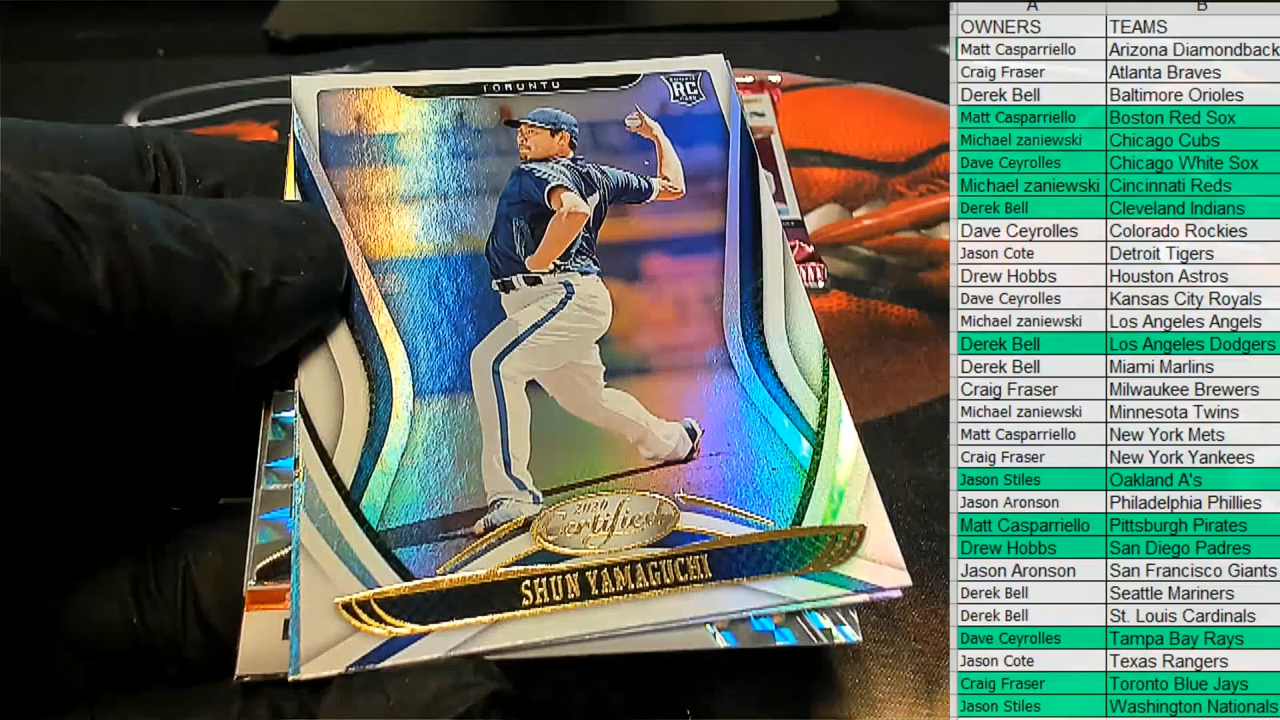 TORONTO
RC
2020
Certified
SHUN YAMAGUCHI
A B
OWNERS TEAMS
Matt Casparriello Arizona Diamondback
Craig Fraser Atlanta Braves
Derek Bell Baltimore Orioles
Matt Casparriello Boston Red Sox
Michael zaniewski Chicago Cubs
Dave Ceyrolles Chicago White Sox
Michael zaniewski Cincinnati Reds
Derek Bell Cleveland Indians
Dave Ceyrolles Colorado Rockies
Jason Cote Detroit Tigers
Drew Hobbs Houston Astros
Dave Ceyrolles Kansas City Royals
Michael zaniewski Los Angeles Angels
Derek Bell Los Angeles Dodgers
Derek Bell Miami Marlins
Craig Fraser Milwaukee Brewers
Michael zaniewski Minnesota Twins
Matt Casparriello New York Mets
Craig Fraser New York Yankees
Jason Stiles Oakland A's
Jason Aronson Philadelphia Phillies
Matt Casparriello Pittsburgh Pirates
Drew Hobbs San Diego Padres
Jason Aronson San Francisco Giants
Derek Bell Seattle Mariners
Derek Bell St. Louis Cardinals
Dave Ceyrolles Tampa Bay Rays
Jason Cote Texas Rangers
Craig Fraser Toronto Blue Jays
Jason Stiles Washington Nationals